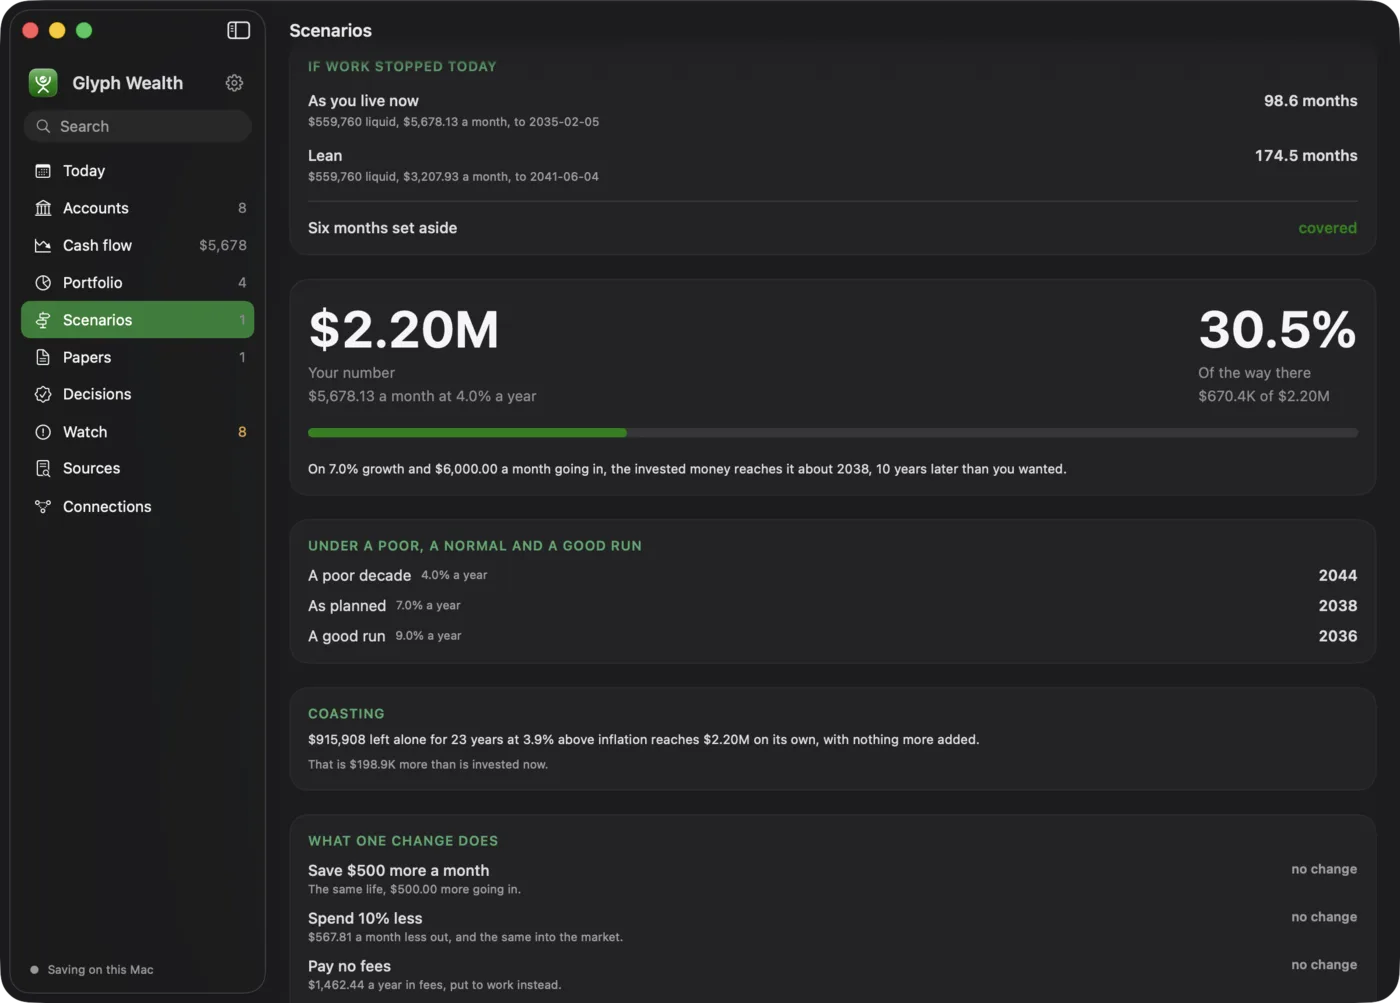 Scenarios
Glyph Wealth
Search
Today
Accounts 8
Cash flow $5,678
Portfolio 4
Scenarios 1
Papers 1
Decisions
Watch 8
Sources
Connections
Saving on this Mac
IF WORK STOPPED TODAY
As you live now 98.6 months
$559,760 liquid, $5,678.13 a month, to 2035-02-05
Lean 174.5 months
$559,760 liquid, $3,207.93 a month, to 2041-06-04
Six months set aside covered
$2.20M 30.5%
Your number Of the way there
$5,678.13 a month at 4.0% a year $670.4K of $2.20M
On 7.0% growth and $6,000.00 a month going in, the invested money reaches it about 2038, 10 years later than you wanted.
UNDER A POOR, A NORMAL AND A GOOD RUN
A poor decade 4.0% a year 2044
As planned 7.0% a year 2038
A good run 9.0% a year 2036
COASTING
$915,908 left alone for 23 years at 3.9% above inflation reaches $2.20M on its own, with nothing more added.
That is $198.9K more than is invested now.
WHAT ONE CHANGE DOES
Save $500 more a month no change
The same life, $500.00 more going in.
Spend 10% less no change
$567.81 a month less out, and the same into the market.
Pay no fees no change
$1,462.44 a year in fees, put to work instead.